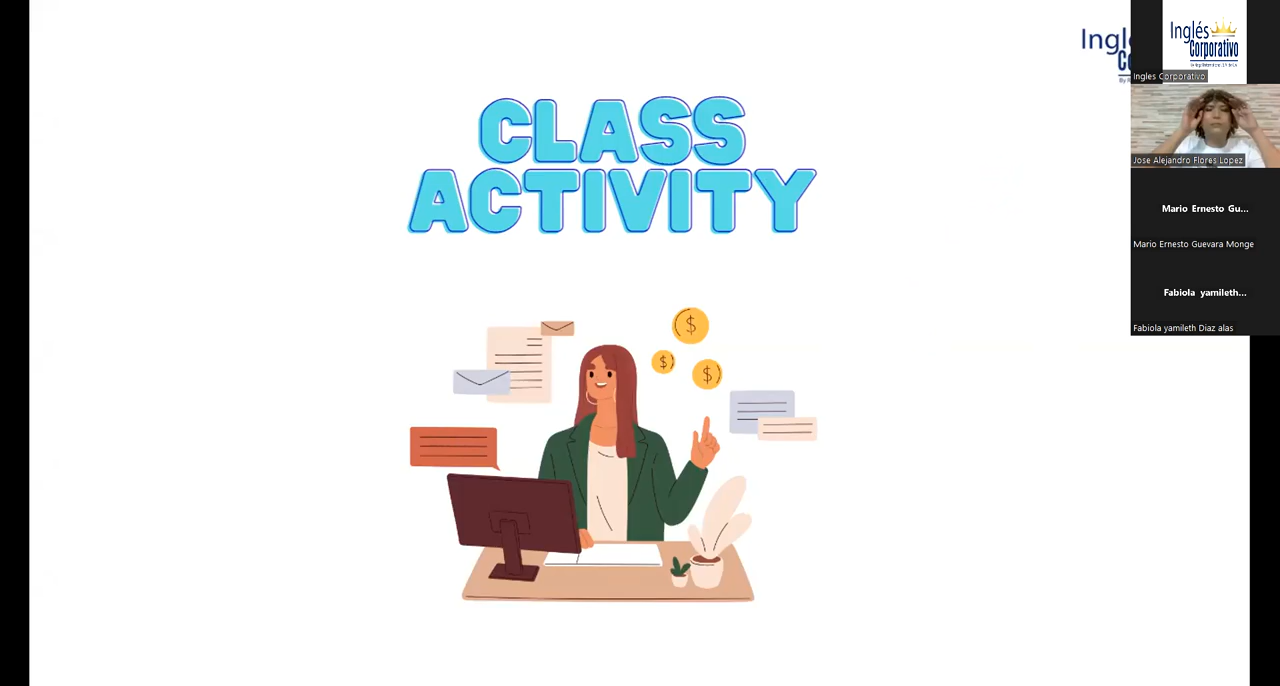 CLASS
ACTIVITY
$
$
$
Inglés
Corporativo
Ingles Corporativo
Jose Alejandro Flores Lopez
Mario Ernesto Gu...
Mario Ernesto Guevara Monge
Fabiola yamileth...
Fabiola yamileth Diaz alas